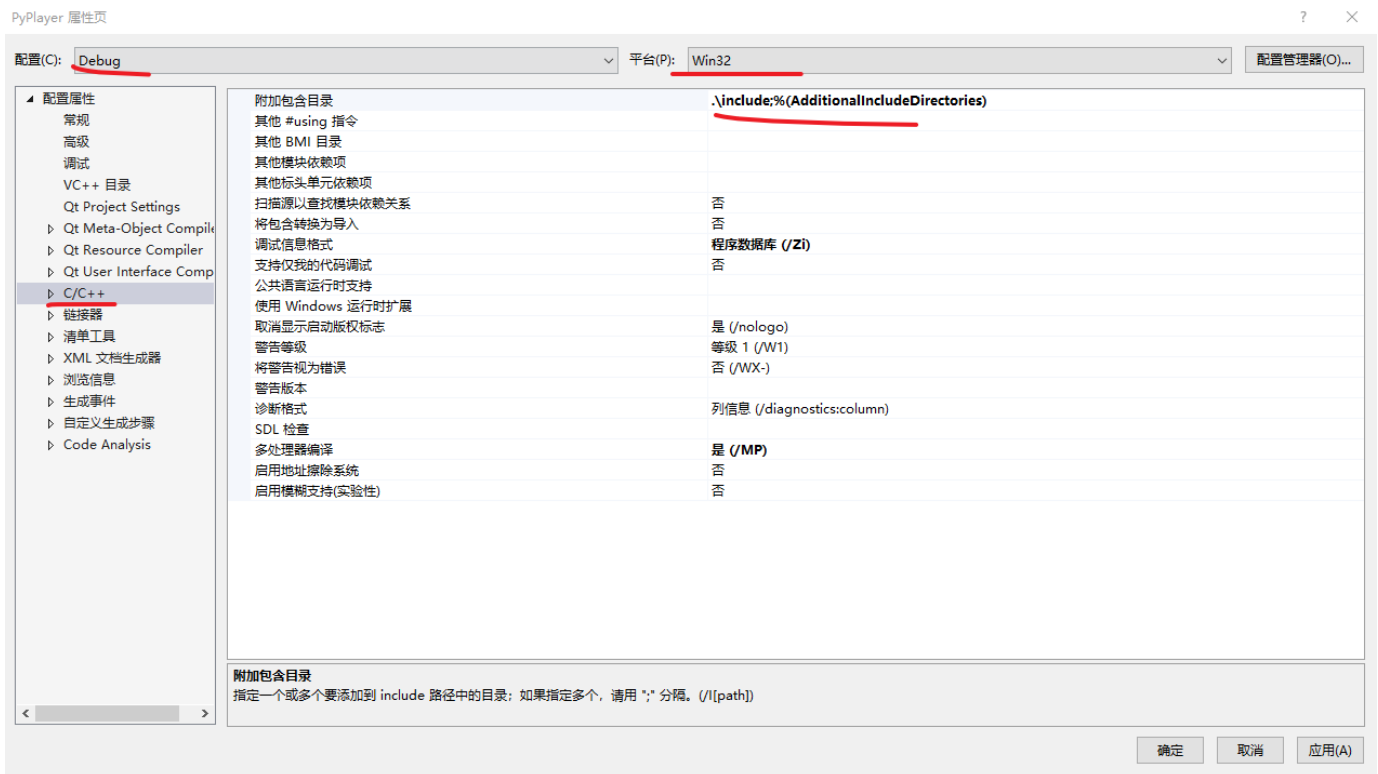 PyPlayer 属性页
配置(C): Debug 平台(P): Win32 配置管理器(O)...
配置属性
常规
高级
调试
VC++ 目录
Qt Project Settings
Qt Meta-Object Compile
Qt Resource Compiler
Qt User Interface Comp
C/C++
链接器
清单工具
XML 文档生成器
浏览信息
生成事件
自定义生成步骤
Code Analysis
附加包含目录 .\include;%(AdditionalIncludeDirectories)
其他 #using 指令
其他 BMI 目录
其他模块依赖项
其他标头单元依赖项
扫描源以查找模块依赖关系 否
将包含转换为导入 否
调试信息格式 程序数据库 (/Zi)
支持仅我的代码调试 否
公共语言运行时支持
使用 Windows 运行时扩展
取消显示启动版权标志 是 (/nologo)
警告等级 等级 1 (/W1)
将警告视为错误 否 (/WX-)
警告版本
诊断格式 列信息 (/diagnostics:column)
SDL 检查
多处理器编译 是 (/MP)
启用地址擦除系统 否
启用模糊支持(实验性) 否
附加包含目录
指定一个或多个要添加到 include 路径中的目录；如果指定多个，请用 ";" 分隔。(/I[path])
确定 取消 应用(A)